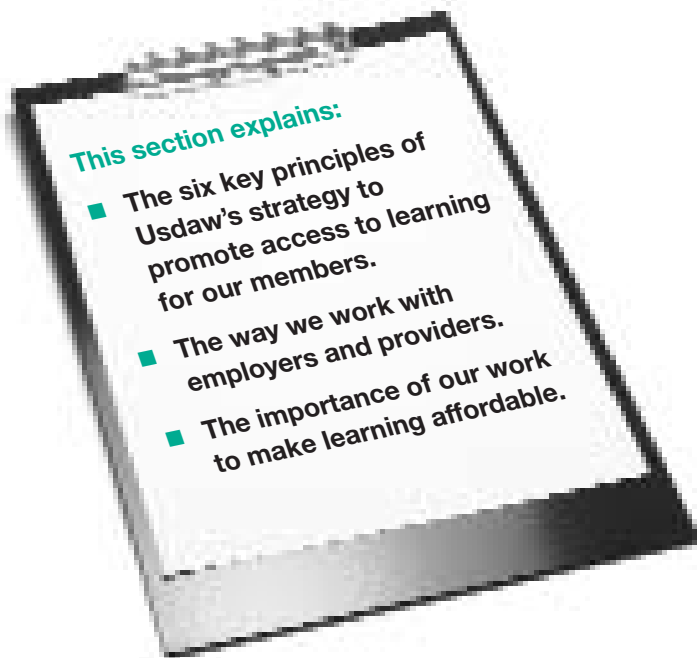 This section explains:
■ The six key principles of
Usdaw's strategy to
promote access to learning
for our members.
■ The way we work with
employers and providers.
■ The importance of our work
to make learning affordable.